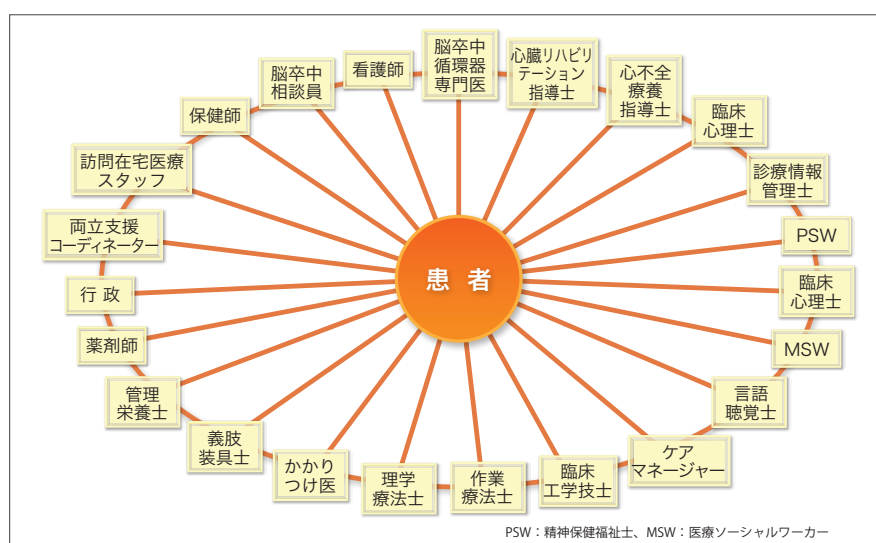 脳卒中
循環器
専門医
心臓リハビリ
テーション
指導士
心不全
療養
指導士
臨床
心理士
診療情報
管理士
PSW
臨床
心理士
MSW
言語
聴覚士
ケア
マネージャー
臨床
工学技士
作業
療法士
理学
療法士
かかり
つけ医
義肢
装具士
管理
栄養士
薬剤師
行 政
両立支援
コーディネーター
訪問在宅医療
スタッフ
保健師
脳卒中
相談員
看護師
患 者
PSW：精神保健福祉士、MSW：医療ソーシャルワーカー